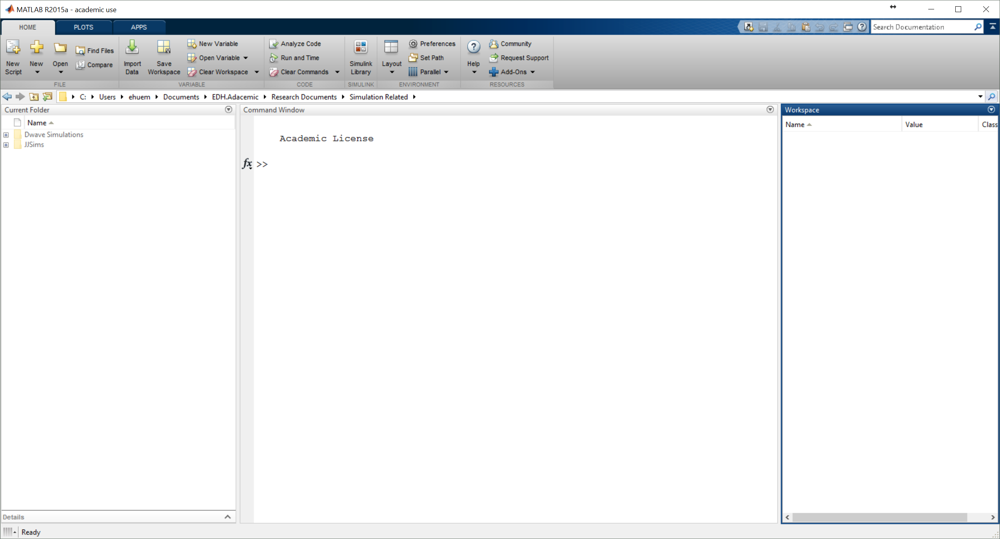 MATLAB R2015a - academic use
HOME PLOTS APPS Search Documentation
New Script
New
Open
Find Files
Compare
FILE
Import Data
Save Workspace
New Variable
Open Variable
Clear Workspace
VARIABLE
Analyze Code
Run and Time
Clear Commands
CODE
Simulink Library
SIMULINK
Layout
Preferences
Set Path
Parallel
ENVIRONMENT
Help
Community
Request Support
Add-Ons
RESOURCES
C: Users ehuem Documents EDH.Adacemic Research Documents Simulation Related
Current Folder
Name
Dwave Simulations
JJSims
Details
Command Window
Academic License
fx >>
Workspace
Name Value Class
Ready